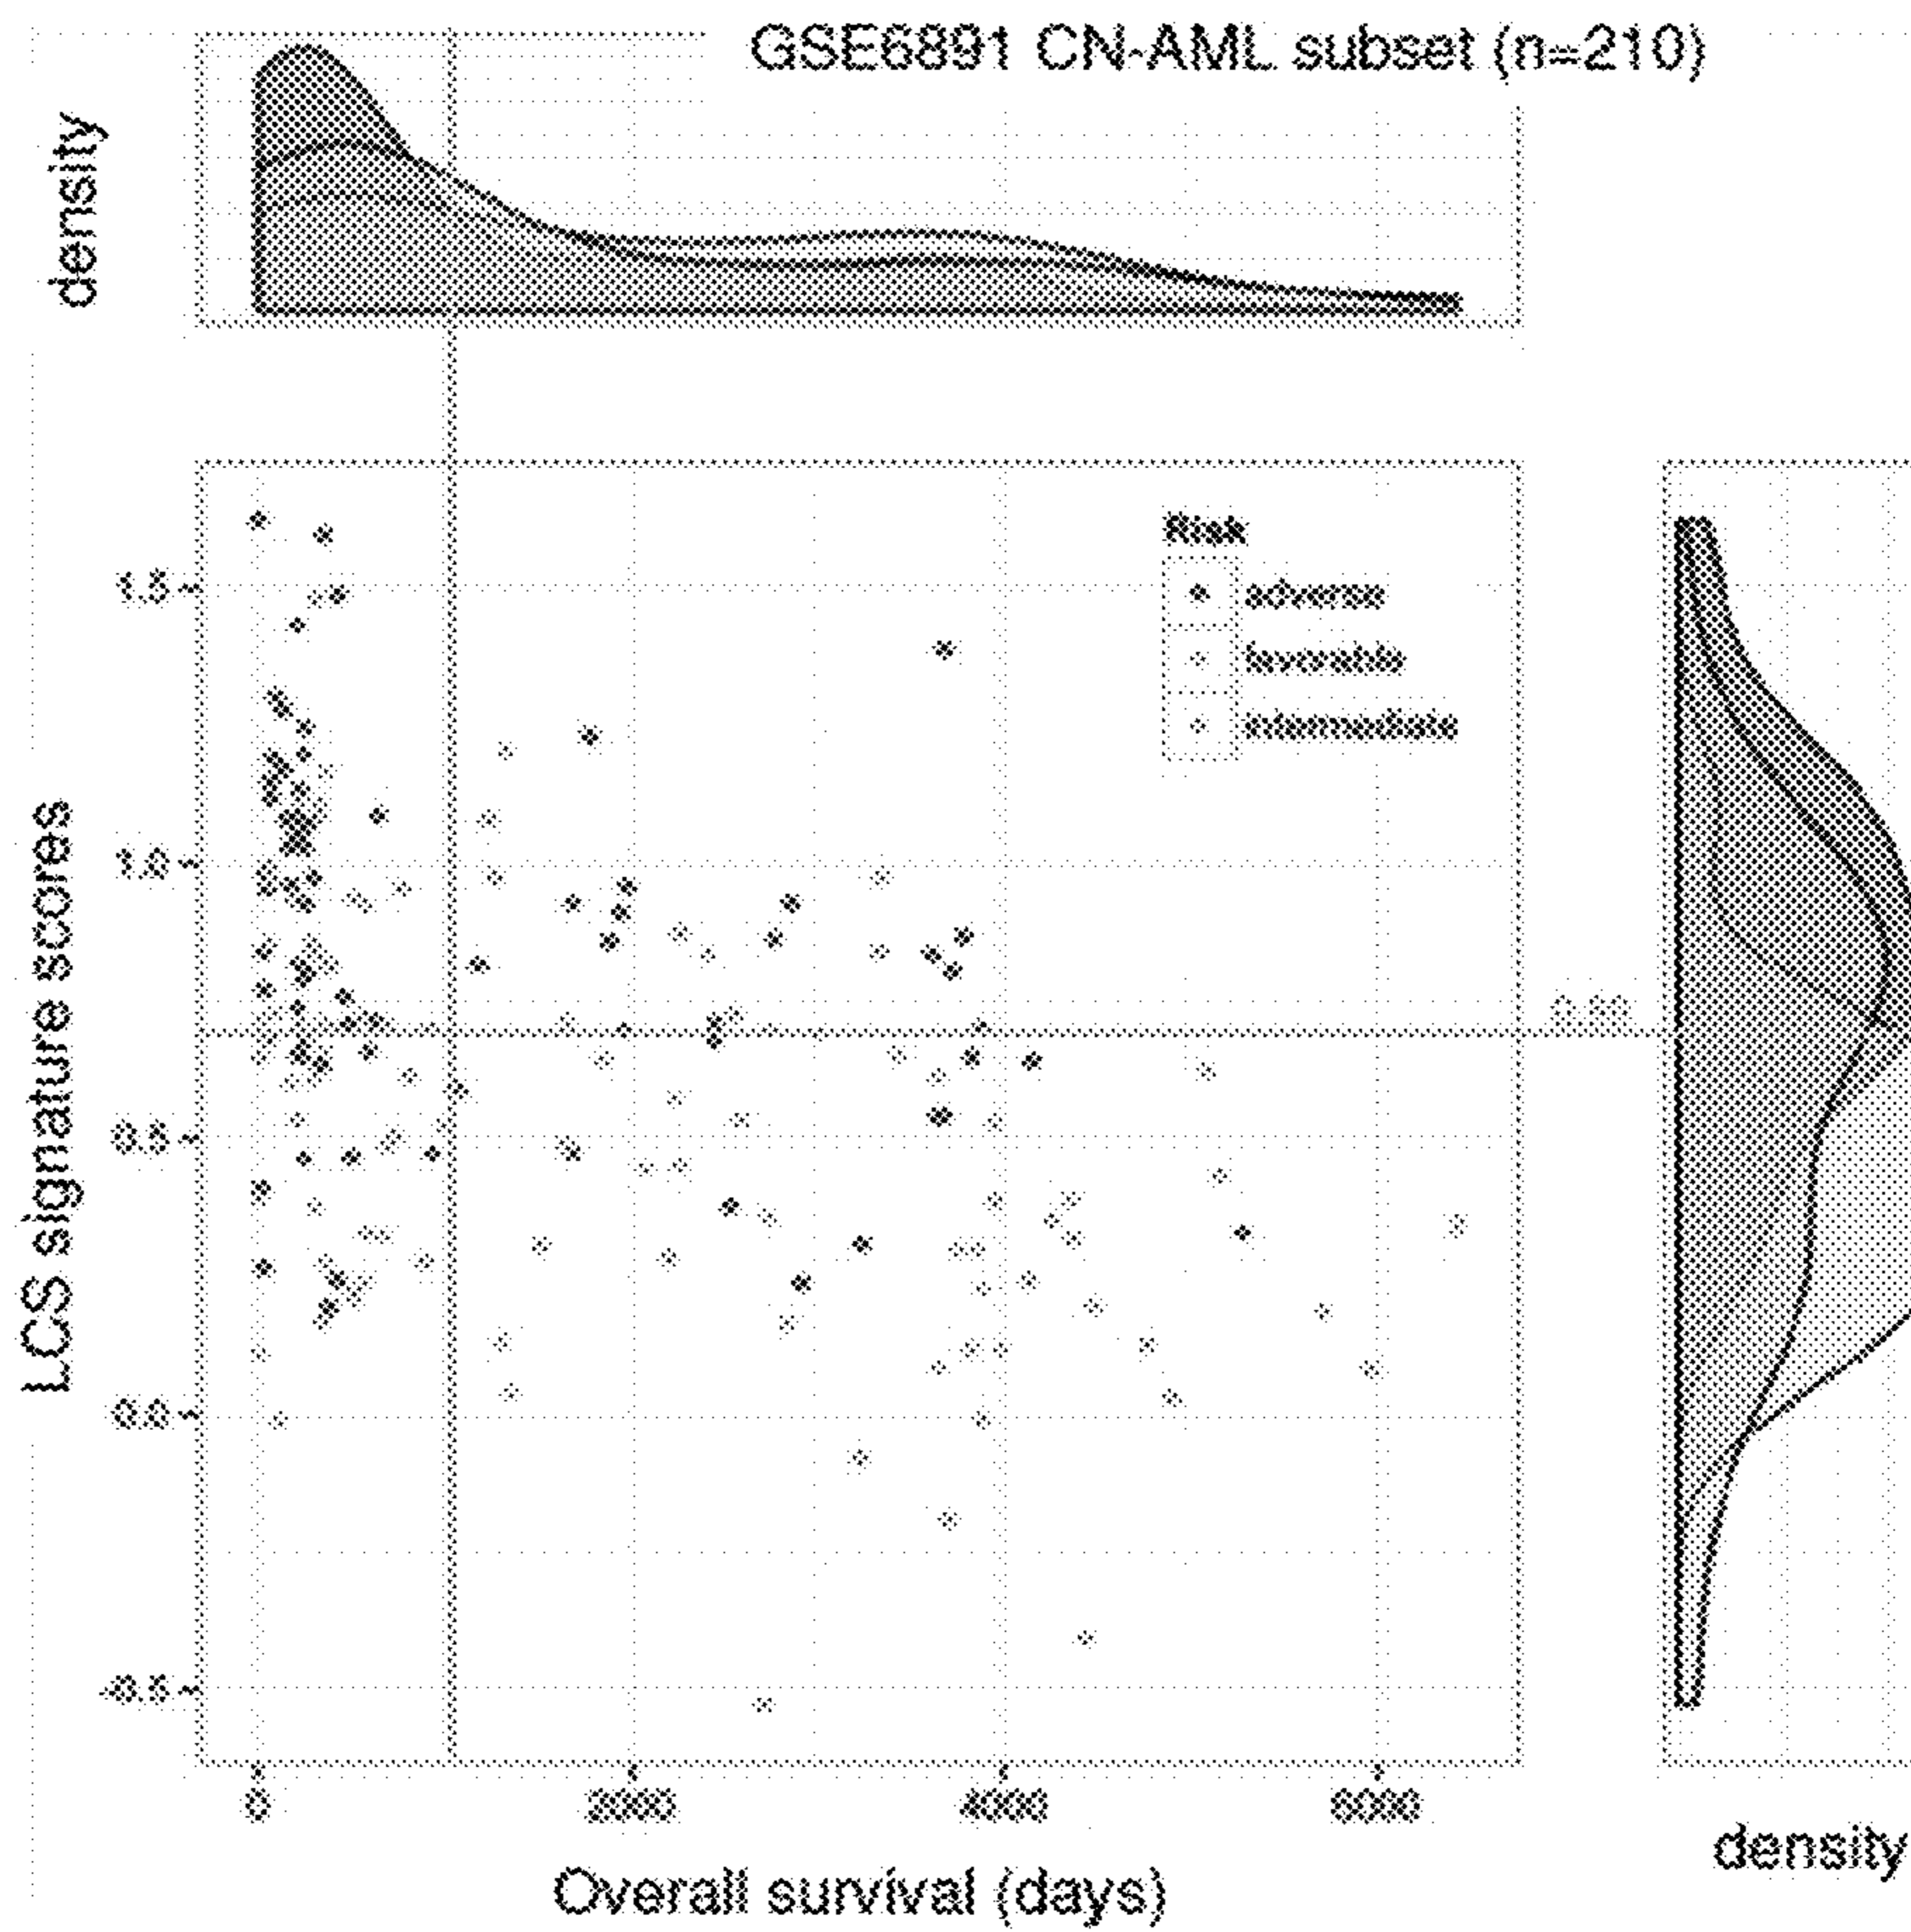 GSE6891 CN-AML subset (n=210)
density
Risk
adverse
favorable
intermediate
LCS signature scores
1.5
1.0
0.5
0.0
-0.5
0
2000
4000
6000
Overall survival (days)
density